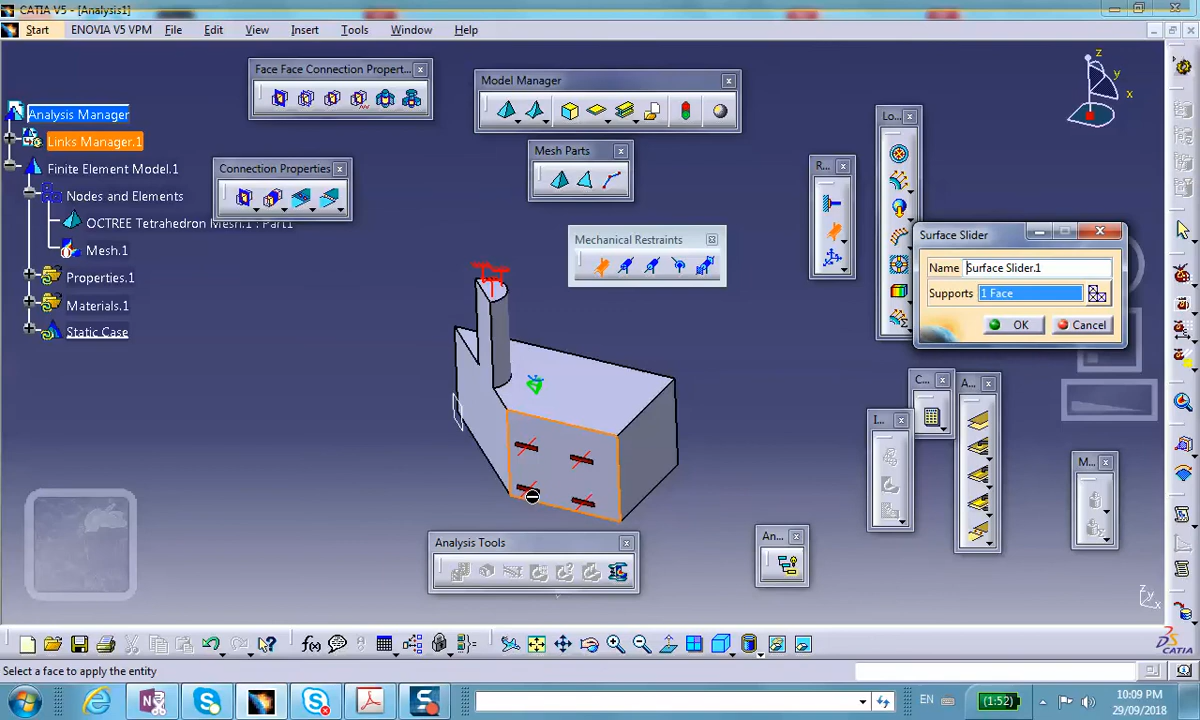 CATIA V5 - [Analysis1]
Start ENOVIA V5 VPM File Edit View Insert Tools Window Help
Face Face Connection Propert...
Model Manager
Analysis Manager
Links Manager.1
Finite Element Model.1
Nodes and Elements
OCTREE Tetrahedron Mesh.1 : Part1
Mesh.1
Properties.1
Materials.1
Static Case
Connection Properties
Mesh Parts
Mechanical Restraints
R...
Lo...
z
y
x
Surface Slider
Name Surface Slider.1
Supports 1 Face
OK Cancel
C...
A...
I...
M...
Analysis Tools
An...
z
y
x
f(x)
CATIA
Select a face to apply the entity
EN
(1:52)
10:09 PM
29/09/2018